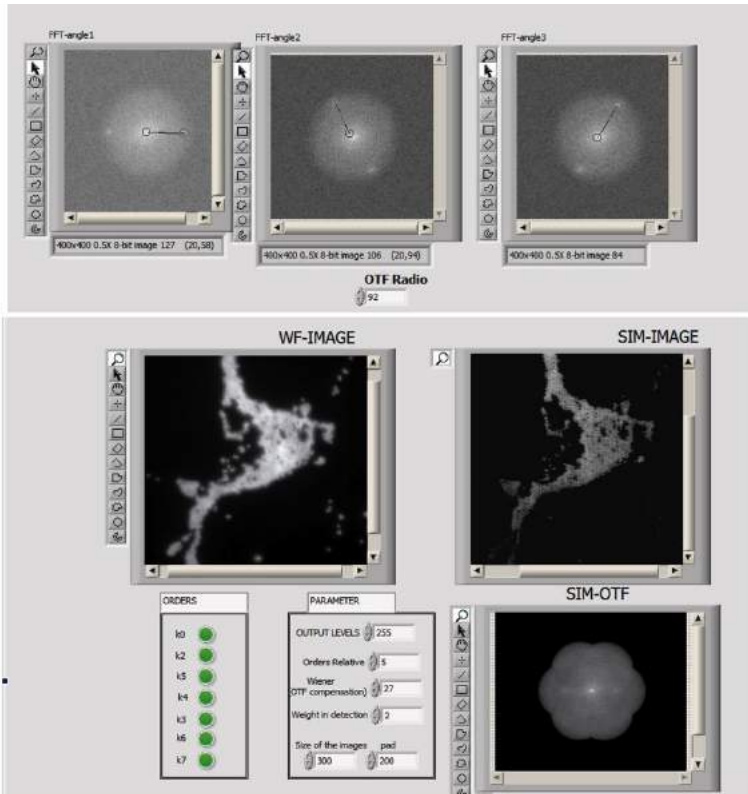 FFT-angle1
FFT-angle2
FFT-angle3
400x400 0.5X 8-bit image 127 (20,58)
400x400 0.5X 8-bit image 106 (20,94)
400x400 0.5X 8-bit image 84
OTF Radio
92
WF-IMAGE
SIM-IMAGE
ORDERS
k0
k2
k5
k4
k3
k6
k7
PARAMETER
OUTPUT LEVELS 255
Orders Relative 5
Wiener
(OTF compensation) 27
Weight in detection 2
Size of the images pad
300 200
SIM-OTF